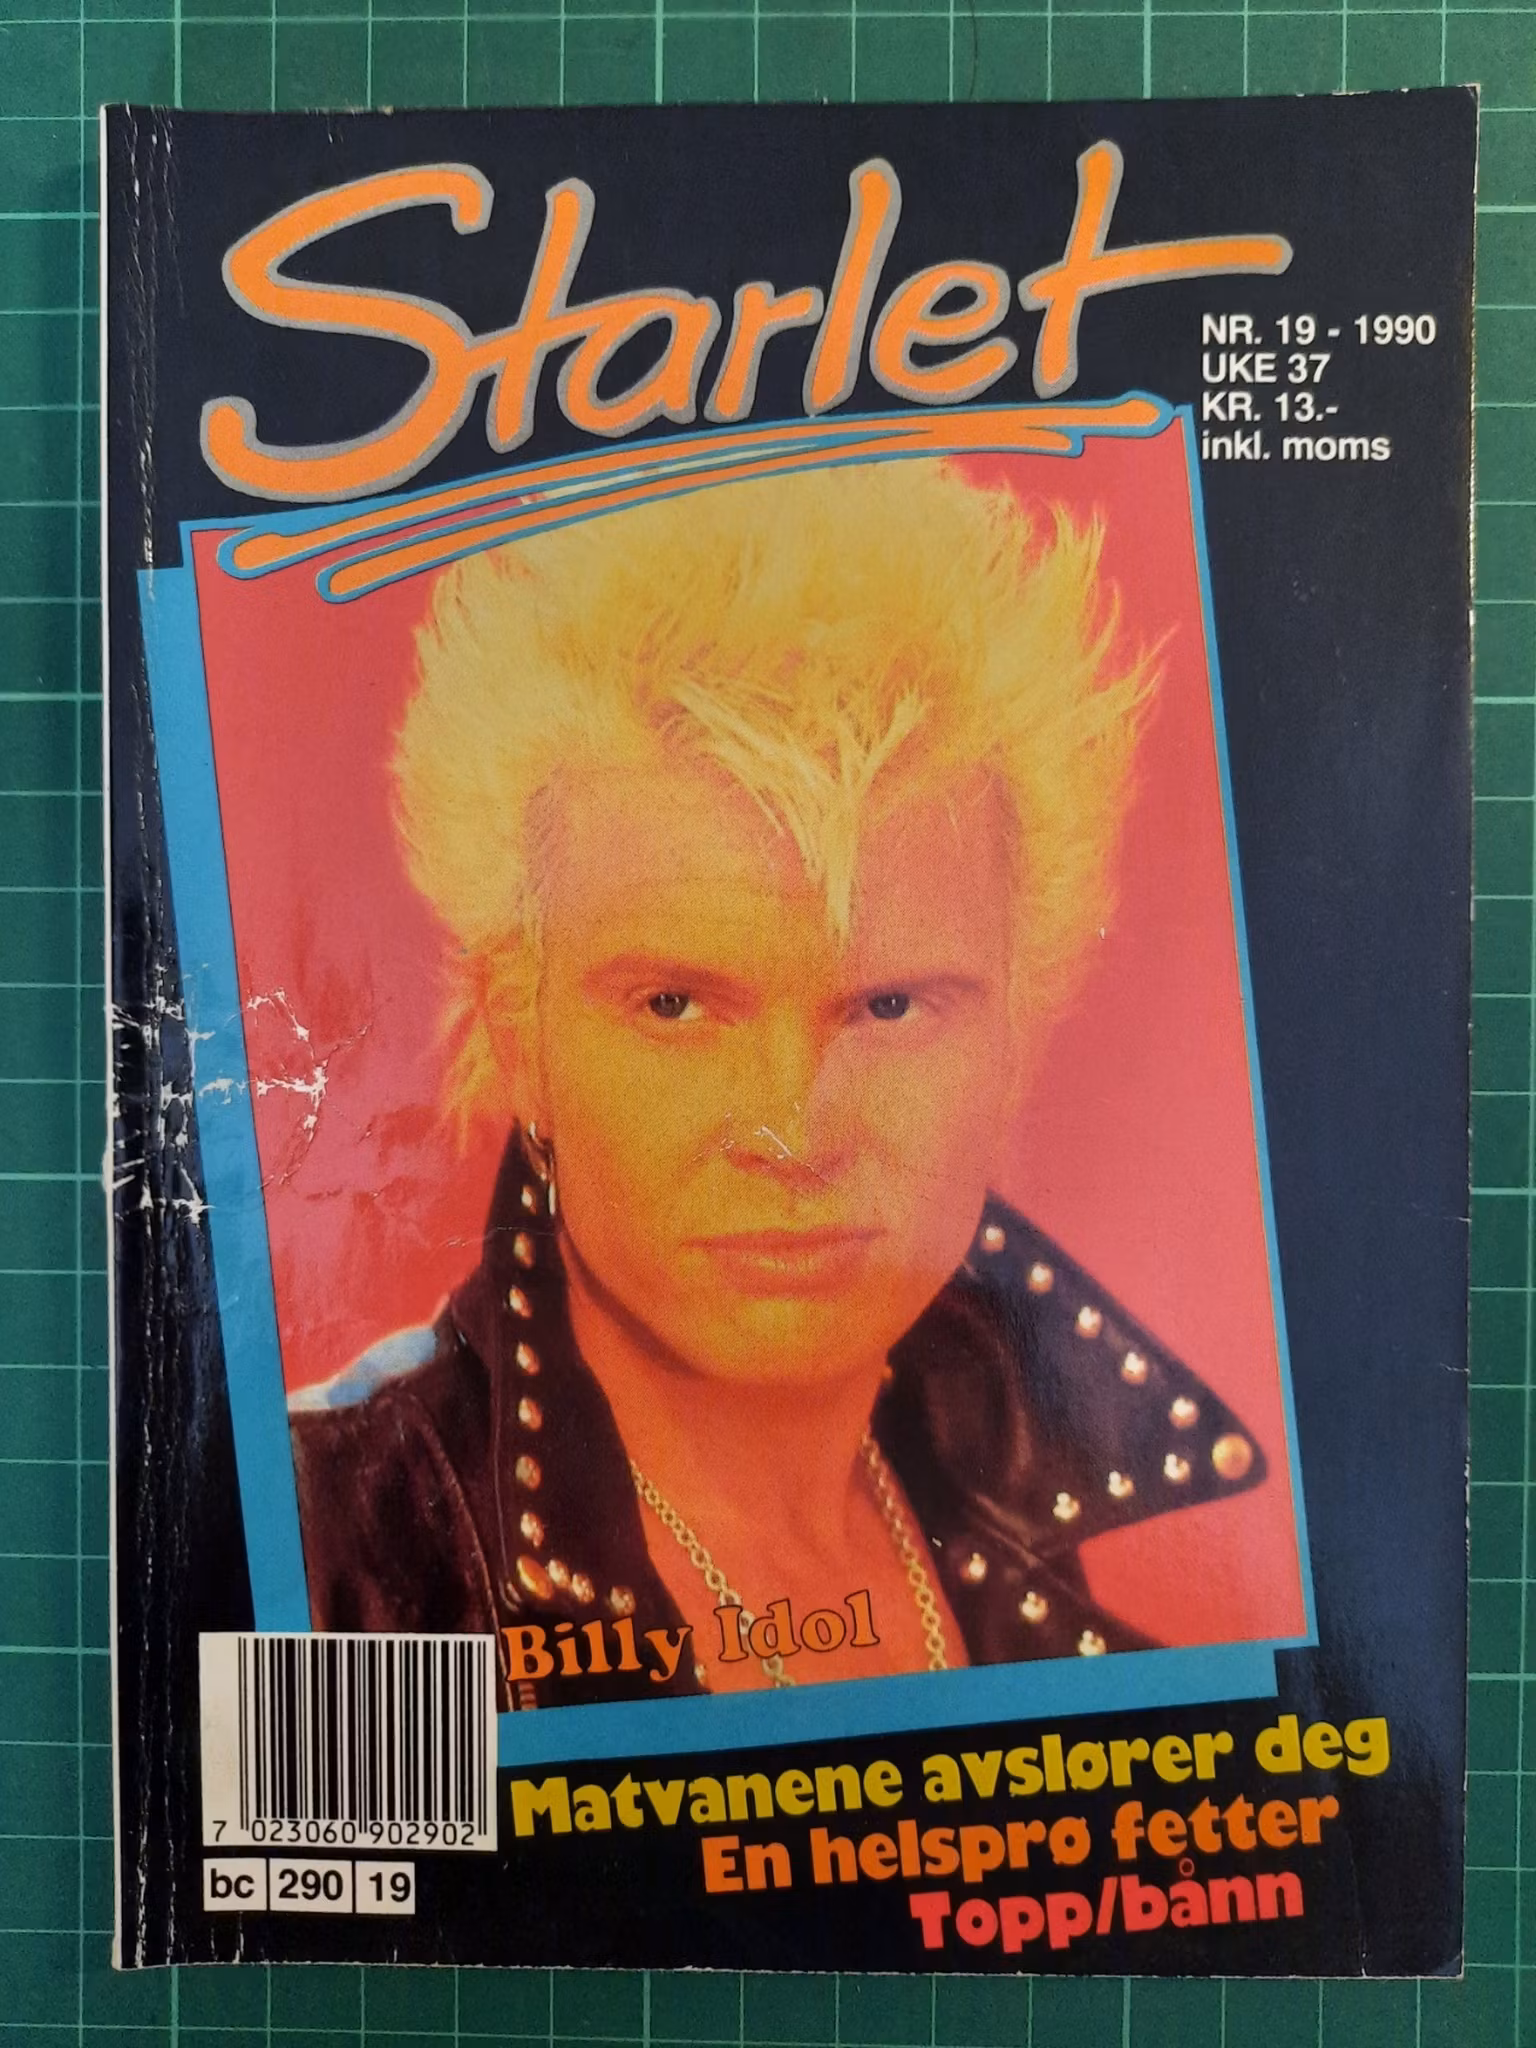 Starlet
NR. 19 - 1990
UKE 37
KR. 13.-
inkl. moms
Billy Idol
Matvanene avslører deg
En helsprø fetter
Topp/bånn
7 023060 902902
bc 290 19